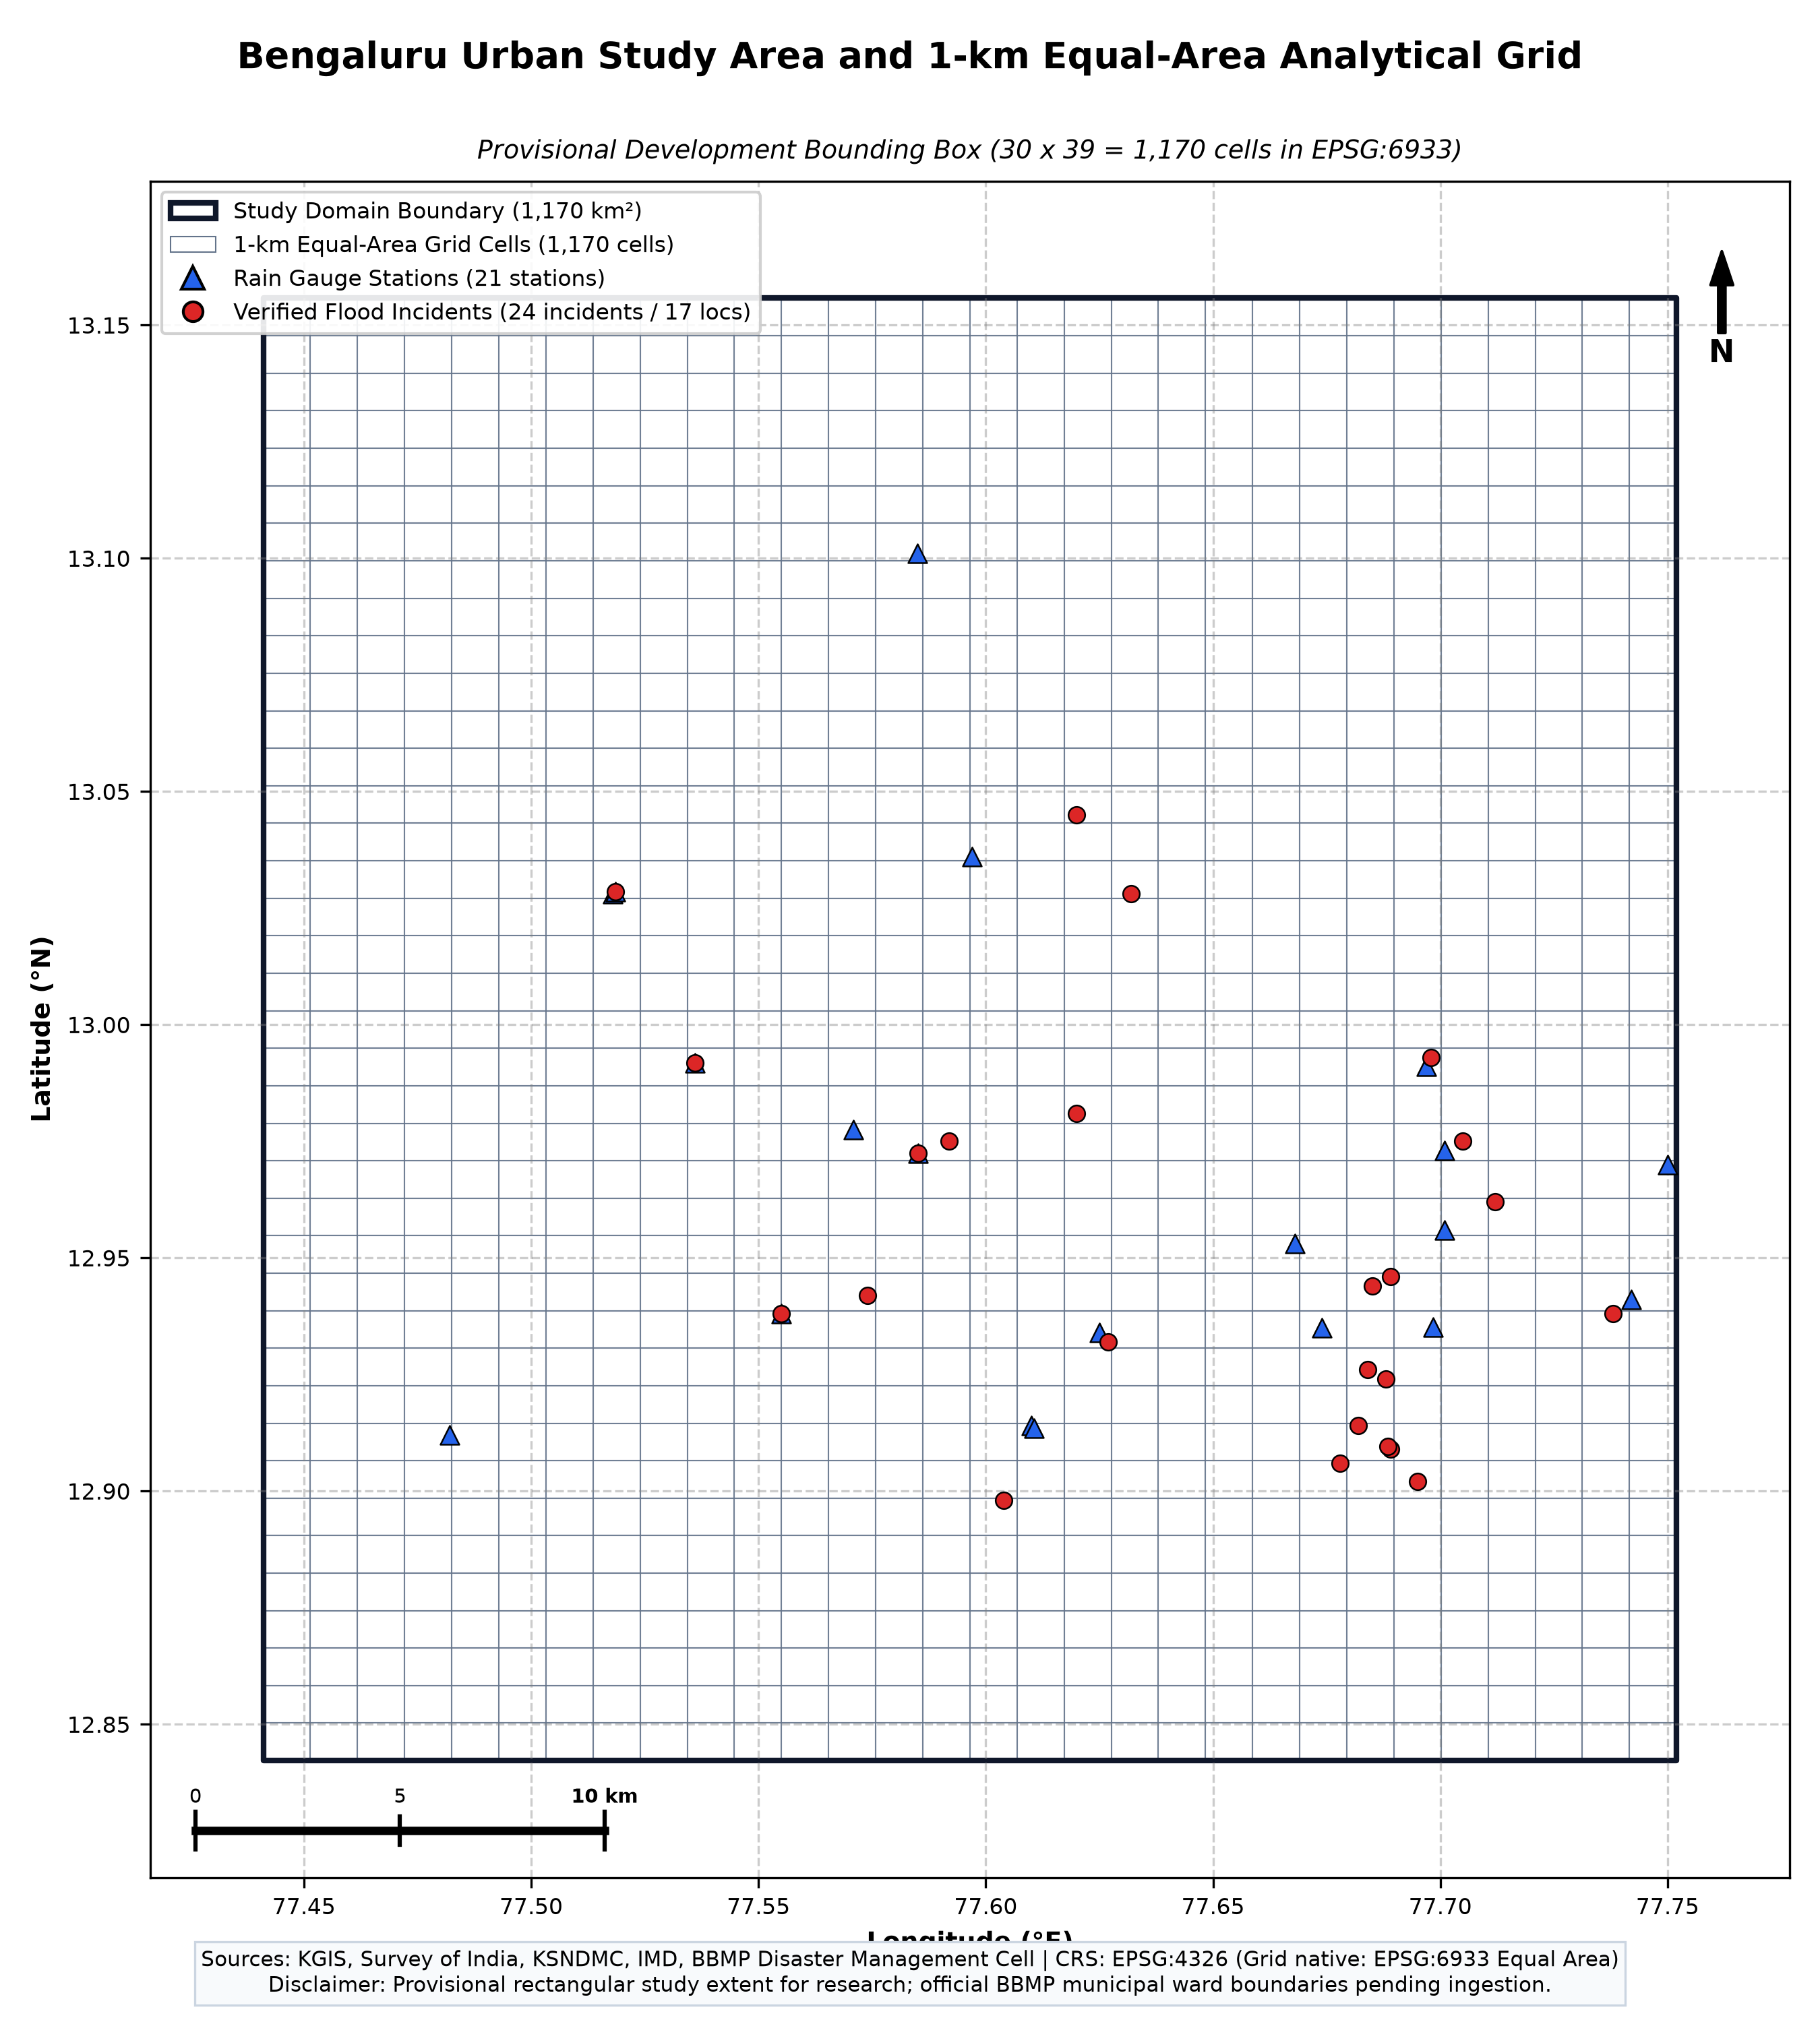 Bengaluru Urban Study Area and 1-km Equal-Area Analytical Grid
Provisional Development Bounding Box (30 x 39 = 1,170 cells in EPSG:6933)
Study Domain Boundary (1,170 km²)
1-km Equal-Area Grid Cells (1,170 cells)
Rain Gauge Stations (21 stations)
Verified Flood Incidents (24 incidents / 17 locs)
N
13.15
13.10
13.05
13.00
12.95
12.90
12.85
Latitude (°N)
0
5
10 km
77.45
77.50
77.55
77.60
77.65
77.70
77.75
Longitude (°E)
Sources: KGIS, Survey of India, KSNDMC, IMD, BBMP Disaster Management Cell | CRS: EPSG:4326 (Grid native: EPSG:6933 Equal Area)
Disclaimer: Provisional rectangular study extent for research; official BBMP municipal ward boundaries pending ingestion.